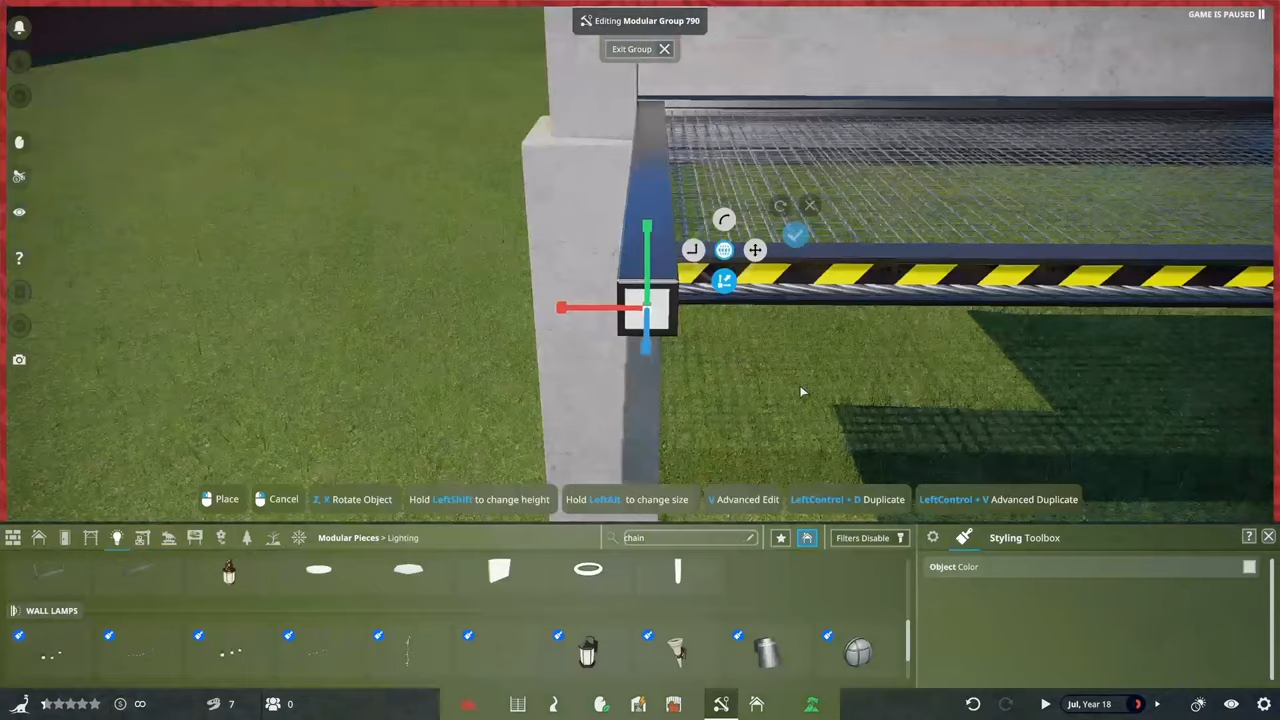 GAME IS PAUSED
Editing Modular Group 790
Exit Group
Place
Cancel
Z, X Rotate Object
Hold LeftShift to change height
Hold LeftAlt to change size
V Advanced Edit
LeftControl + D Duplicate
LeftControl + V Advanced Duplicate
Modular Pieces > Lighting
chain
Filters Disable
Styling Toolbox
?
Object Color
WALL LAMPS
7
0
Jul, Year 18